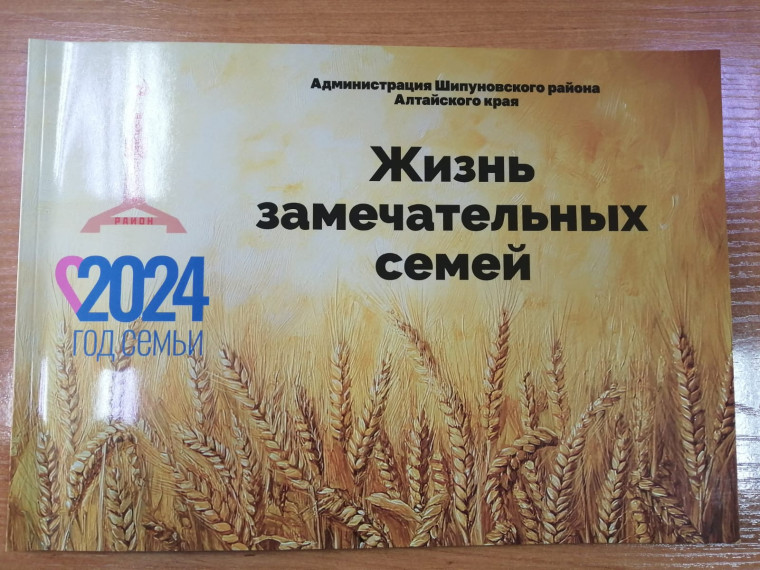 Администрация Шипуновского района
Алтайского края
Жизнь
замечательных
семей
РАЙОН
2024
ГОД СЕМЬИ